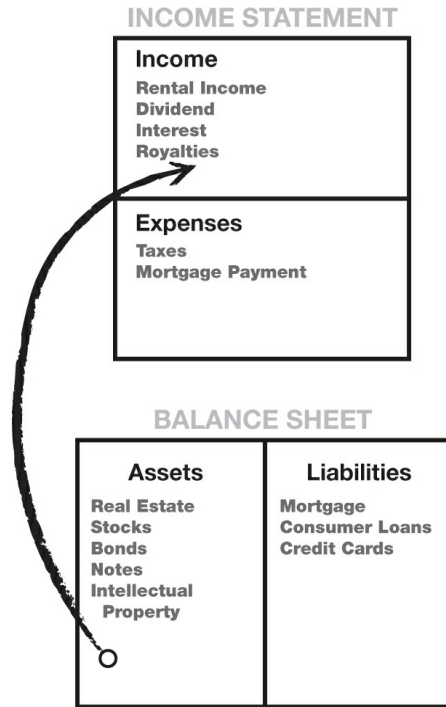 INCOME STATEMENT
Income
Rental Income
Dividend
Interest
Royalties
Expenses
Taxes
Mortgage Payment
BALANCE SHEET
Assets
Real Estate
Stocks
Bonds
Notes
Intellectual
Property
Liabilities
Mortgage
Consumer Loans
Credit Cards